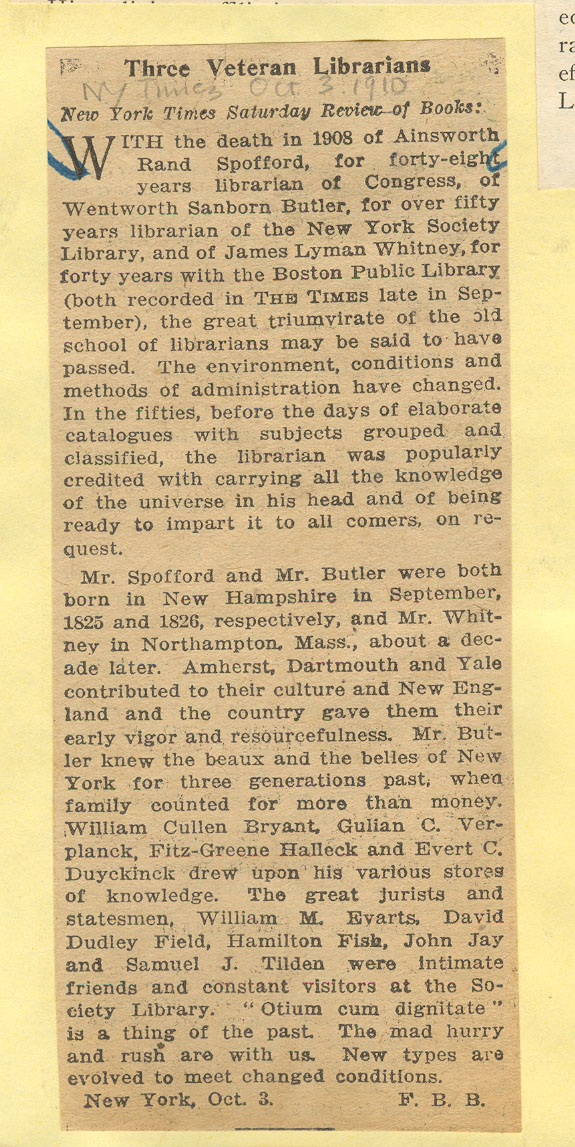 Three Veteran Librarians
NY Times Oct 3 1910
New York Times Saturday Review of Books:
WITH the death in 1908 of Ainsworth
Rand Spofford, for forty-eight
years librarian of Congress, of
Wentworth Sanborn Butler, for over fifty
years librarian of the New York Society
Library, and of James Lyman Whitney, for
forty years with the Boston Public Library
(both recorded in THE TIMES late in Sep-
tember), the great triumvirate of the old
school of librarians may be said to have
passed. The environment, conditions and
methods of administration have changed.
In the fifties, before the days of elaborate
catalogues with subjects grouped and
classified, the librarian was popularly
credited with carrying all the knowledge
of the universe in his head and of being
ready to impart it to all comers, on re-
quest.
Mr. Spofford and Mr. Butler were both
born in New Hampshire in September,
1825 and 1826, respectively, and Mr. Whit-
ney in Northampton, Mass., about a dec-
ade later. Amherst, Dartmouth and Yale
contributed to their culture and New Eng-
land and the country gave them their
early vigor and resourcefulness. Mr. But-
ler knew the beaux and the belles of New
York for three generations past, when
family counted for more than money.
William Cullen Bryant, Gulian C. Ver-
planck, Fitz-Greene Halleck and Evert C.
Duyckinck drew upon his various stores
of knowledge. The great jurists and
statesmen, William M. Evarts, David
Dudley Field, Hamilton Fish, John Jay
and Samuel J. Tilden were intimate
friends and constant visitors at the So-
ciety Library. "Otium cum dignitate"
is a thing of the past. The mad hurry
and rush are with us. New types are
evolved to meet changed conditions.
New York, Oct. 3. F. B. B.